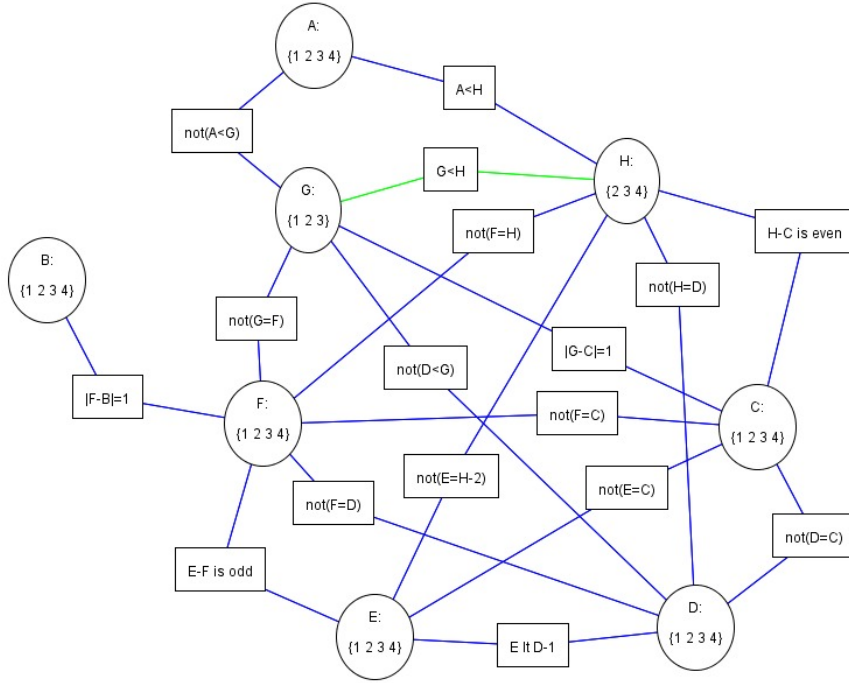 A:
{1 2 3 4}
A<H
not(A<G)
G<H
H:
{2 3 4}
G:
{1 2 3}
not(F=H)
H-C is even
B:
{1 2 3 4}
not(H=D)
not(G=F)
|G-C|=1
not(D<G)
|F-B|=1
F:
{1 2 3 4}
not(F=C)
C:
{1 2 3 4}
not(E=H-2)
not(E=C)
not(F=D)
not(D=C)
E-F is odd
E:
{1 2 3 4}
E lt D-1
D:
{1 2 3 4}